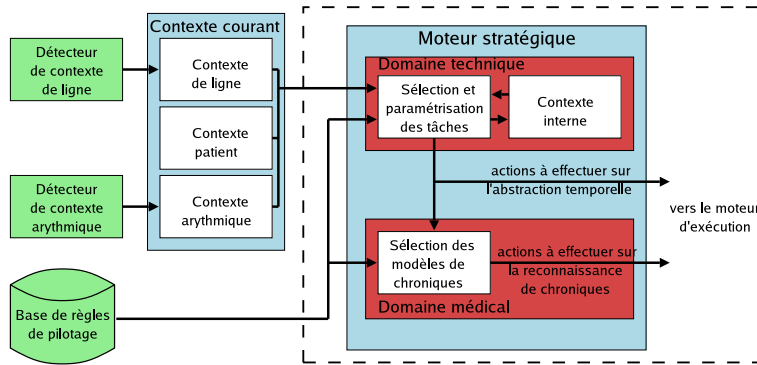 Contexte courant
Détecteur
de contexte
de ligne
Contexte
de ligne
Contexte
patient
Détecteur
de contexte
arythmique
Contexte
arythmique
Base de règles
de pilotage
Moteur stratégique
Domaine technique
Sélection et
paramétrisation
des tâches
Contexte
interne
actions à effectuer sur
l'abstraction temporelle
vers le moteur
d'exécution
Sélection des
modèles de
chroniques
actions à effectuer sur
la reconnaissance
de chroniques
Domaine médical